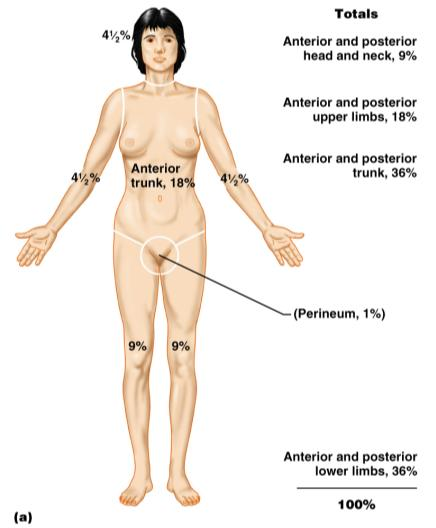 Totals
4½%
Anterior and posterior
head and neck, 9%
Anterior and posterior
upper limbs, 18%
Anterior and posterior
trunk, 36%
Anterior
trunk, 18%
4½%
4½%
(Perineum, 1%)
9%
9%
Anterior and posterior
lower limbs, 36%
100%
(a)